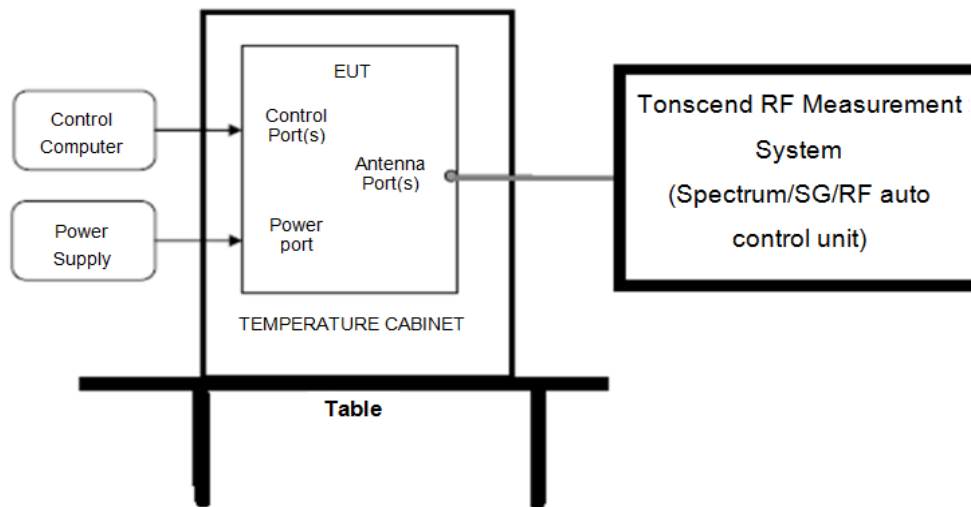 EUT
Control
Computer
Control
Port(s)
Antenna
Port(s)
Power
Supply
Power
port
TEMPERATURE CABINET
Table
Tonscend RF Measurement
System
(Spectrum/SG/RF auto
control unit)